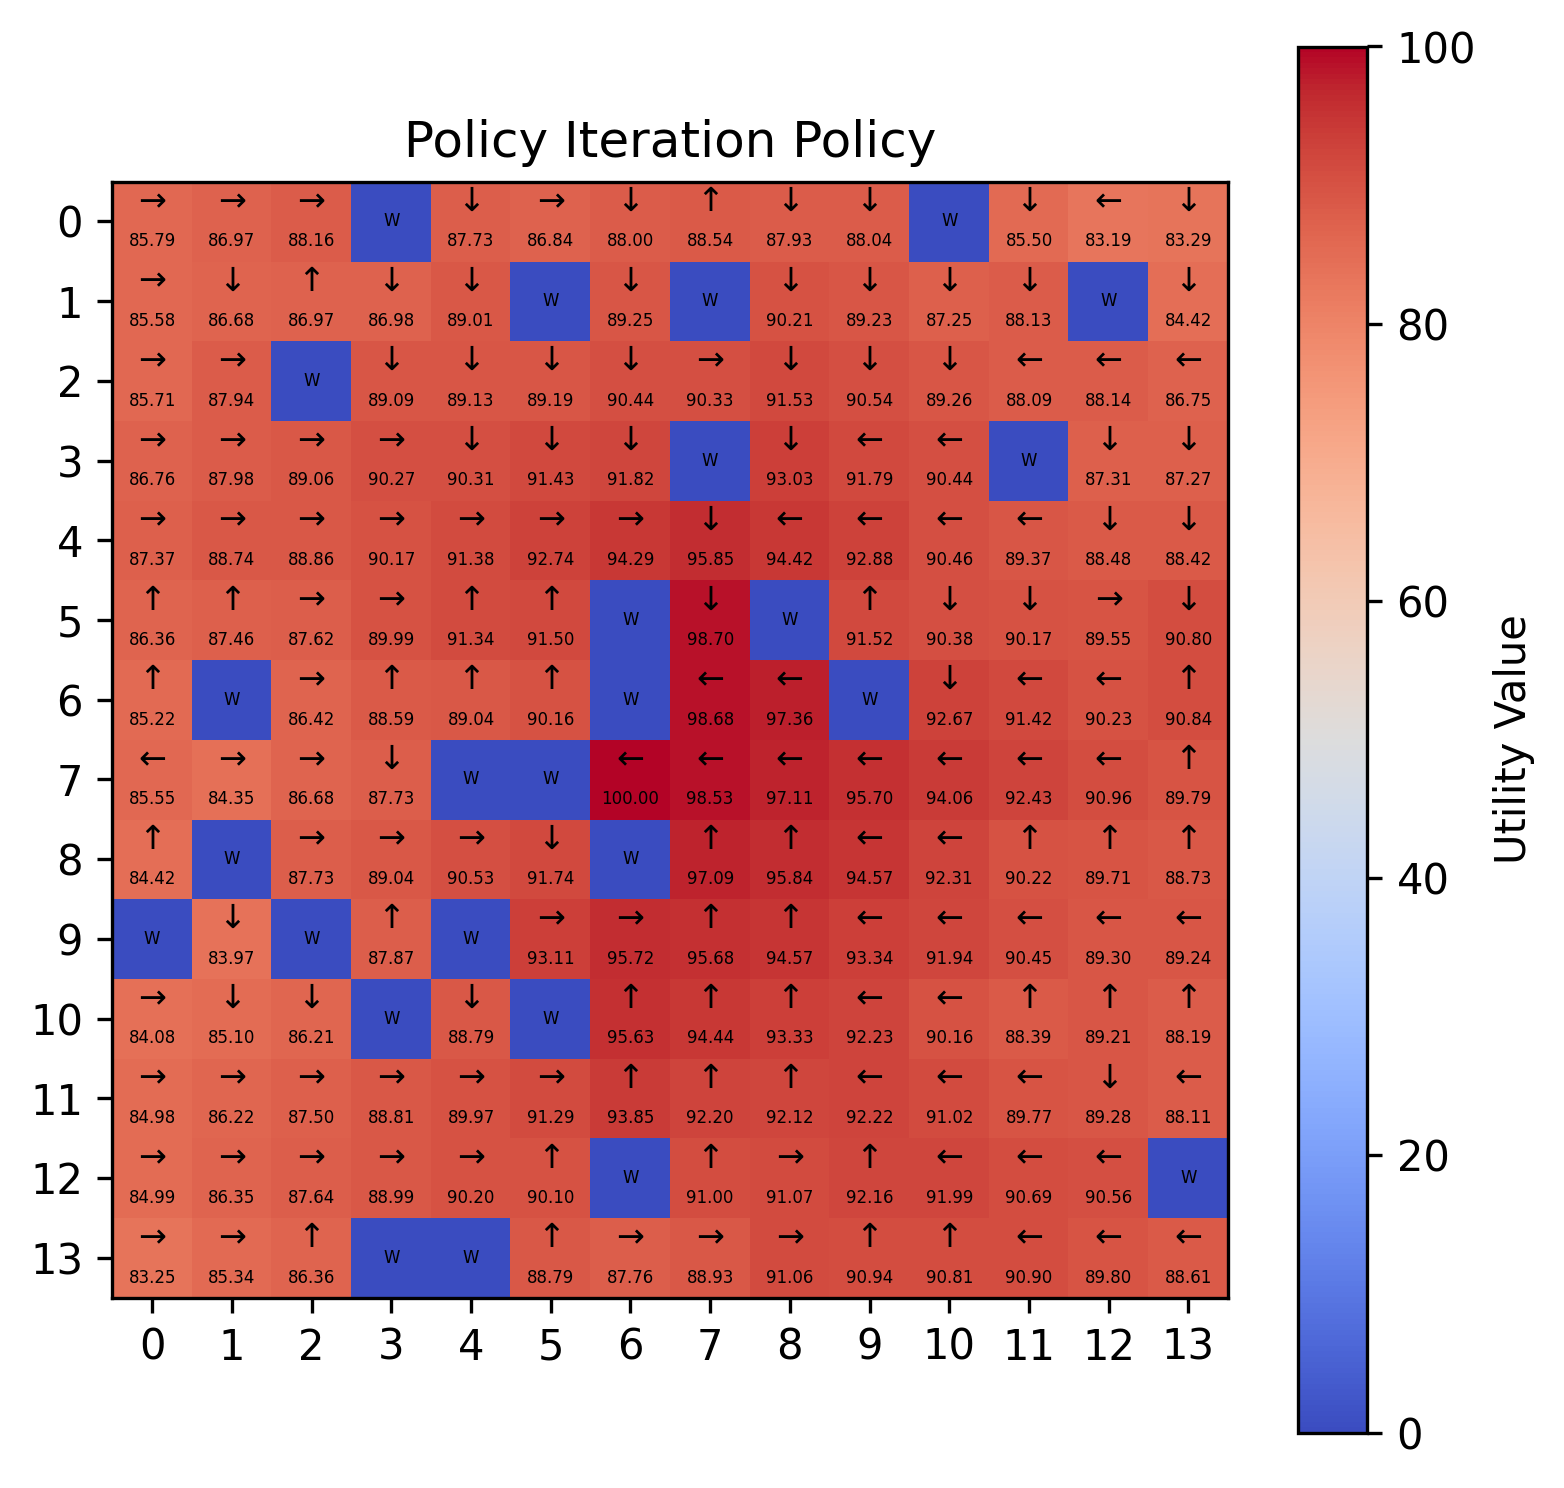 Policy Iteration Policy
0 → → → W ↓ → ↓ ↑ ↓ ↓ W ↓ ← ↓
85.79 86.97 88.16 87.73 86.84 88.00 88.54 87.93 88.04 85.50 83.19 83.29
1 → ↓ ↑ ↓ ↓ W ↓ W ↓ ↓ ↓ ↓ W ↓
85.58 86.68 86.97 86.98 89.01 89.25 90.21 89.23 87.25 88.13 84.42
2 → → W ↓ ↓ ↓ ↓ → ↓ ↓ ↓ ← ← ←
85.71 87.94 89.09 89.13 89.19 90.44 90.33 91.53 90.54 89.26 88.09 88.14 86.75
3 → → → → ↓ ↓ ↓ W ↓ ← ← W ↓ ↓
86.76 87.98 89.06 90.27 90.31 91.43 91.82 93.03 91.79 90.44 87.31 87.27
4 → → → → → → → ↓ ← ← ← ← ↓ ↓
87.37 88.74 88.86 90.17 91.38 92.74 94.29 95.85 94.42 92.88 90.46 89.37 88.48 88.42
5 ↑ ↑ → → ↑ ↑ W ↓ W ↑ ↓ ↓ → ↓
86.36 87.46 87.62 89.99 91.34 91.50 98.70 91.52 90.38 90.17 89.55 90.80
6 ↑ W → ↑ ↑ ↑ W ← ← W ↓ ← ← ↑
85.22 86.42 88.59 89.04 90.16 98.68 97.36 92.67 91.42 90.23 90.84
7 ← → → ↓ W W ← ← ← ← ← ← ← ↑
85.55 84.35 86.68 87.73 100.00 98.53 97.11 95.70 94.06 92.43 90.96 89.79
8 ↑ W → → → ↓ W ↑ ↑ ← ← ↑ ↑ ↑
84.42 87.73 89.04 90.53 91.74 97.09 95.84 94.57 92.31 90.22 89.71 88.73
9 W ↓ W ↑ W → → ↑ ↑ ← ← ← ← ←
83.97 87.87 93.11 95.72 95.68 94.57 93.34 91.94 90.45 89.30 89.24
10 → ↓ ↓ W ↓ W ↑ ↑ ↑ ← ← ↑ ↑ ↑
84.08 85.10 86.21 88.79 95.63 94.44 93.33 92.23 90.16 88.39 89.21 88.19
11 → → → → → → ↑ ↑ ↑ ← ← ← ↓ ←
84.98 86.22 87.50 88.81 89.97 91.29 93.85 92.20 92.12 92.22 91.02 89.77 89.28 88.11
12 → → → → → ↑ W ↑ → ↑ ← ← ← W
84.99 86.35 87.64 88.99 90.20 90.10 91.00 91.07 92.16 91.99 90.69 90.56
13 → → ↑ W W ↑ → → → ↑ ↑ ← ← ←
83.25 85.34 86.36 88.79 87.76 88.93 91.06 90.94 90.81 90.90 89.80 88.61
0 1 2 3 4 5 6 7 8 9 10 11 12 13
100
80
60
40
20
0
Utility Value